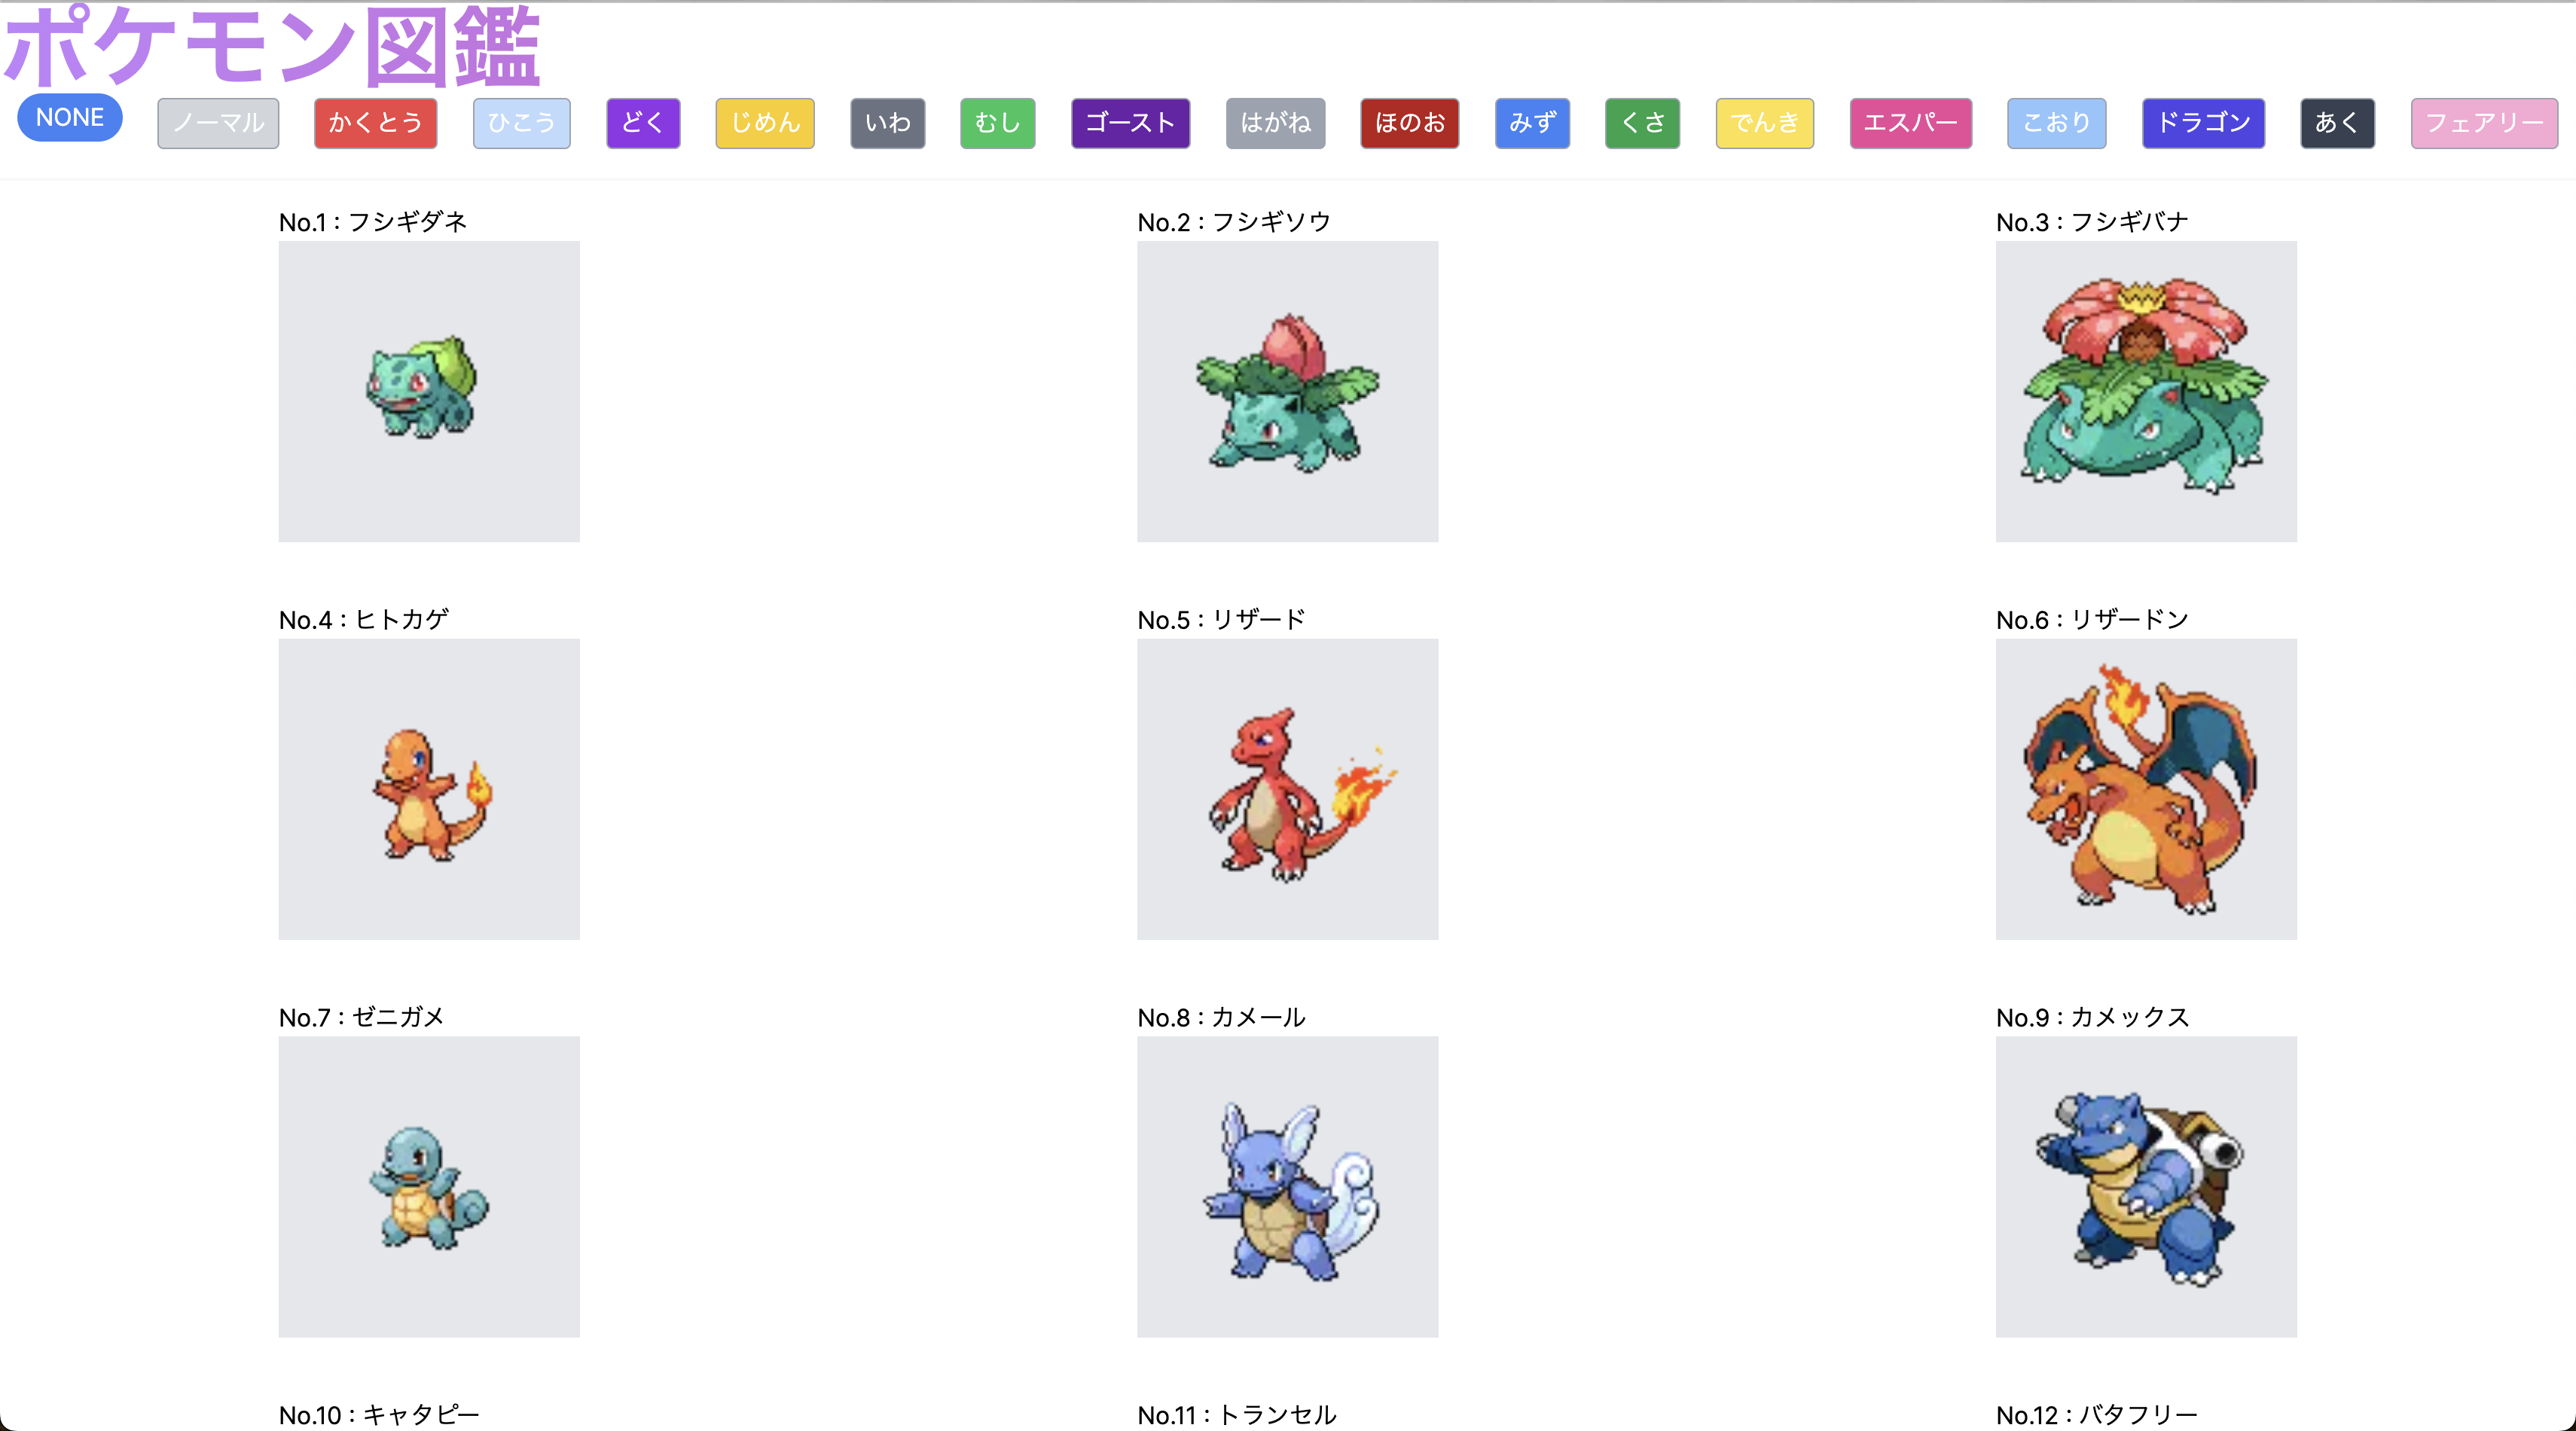 ポケモン図鑑
NONE ノーマル かくとう ひこう どく じめん いわ むし ゴースト はがね ほのお みず くさ でんき エスパー こおり ドラゴン あく フェアリー
No.1 : フシギダネ No.2 : フシギソウ No.3 : フシギバナ
No.4 : ヒトカゲ No.5 : リザード No.6 : リザードン
No.7 : ゼニガメ No.8 : カメール No.9 : カメックス
No.10 : キャタピー No.11 : トランセル No.12 : バタフリー